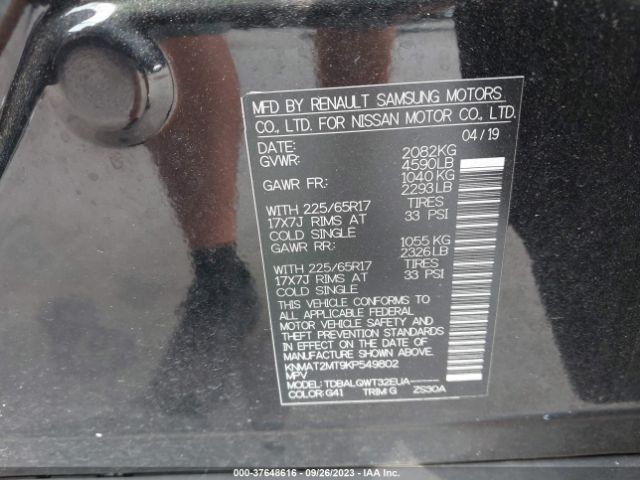 MFD BY RENAULT SAMSUNG MOTORS
CO., LTD. FOR NISSAN MOTOR CO., LTD.
DATE: 04/19
GVWR: 2082KG
4590LB
GAWR FR: 1040 KG
2293LB
WITH 225/65R17 TIRES
17X7J RIMS AT 33 PSI
COLD SINGLE
GAWR RR: 1055 KG
2326LB
WITH 225/65R17 TIRES
17X7J RIMS AT 33 PSI
COLD SINGLE
THIS VEHICLE CONFORMS TO
ALL APPLICABLE FEDERAL
MOTOR VEHICLE SAFETY AND
THEFT PREVENTION STANDARDS
IN EFFECT ON THE DATE OF
MANUFACTURE SHOWN ABOVE.
KNMAT2MT9KP549802
MPV
MODEL: TDBALQWT32EUA-----
COLOR:G41 TRIM:G ZS30A
000-37648616 - 09/26/2023 - IAA Inc.